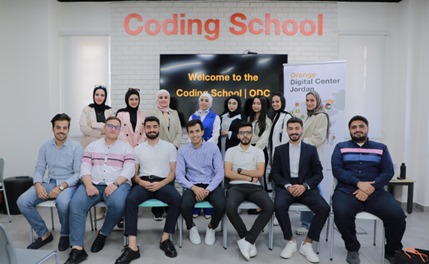 Coding School
Welcome to the
Coding School | ODC
Orange
Digital Center
Jordan